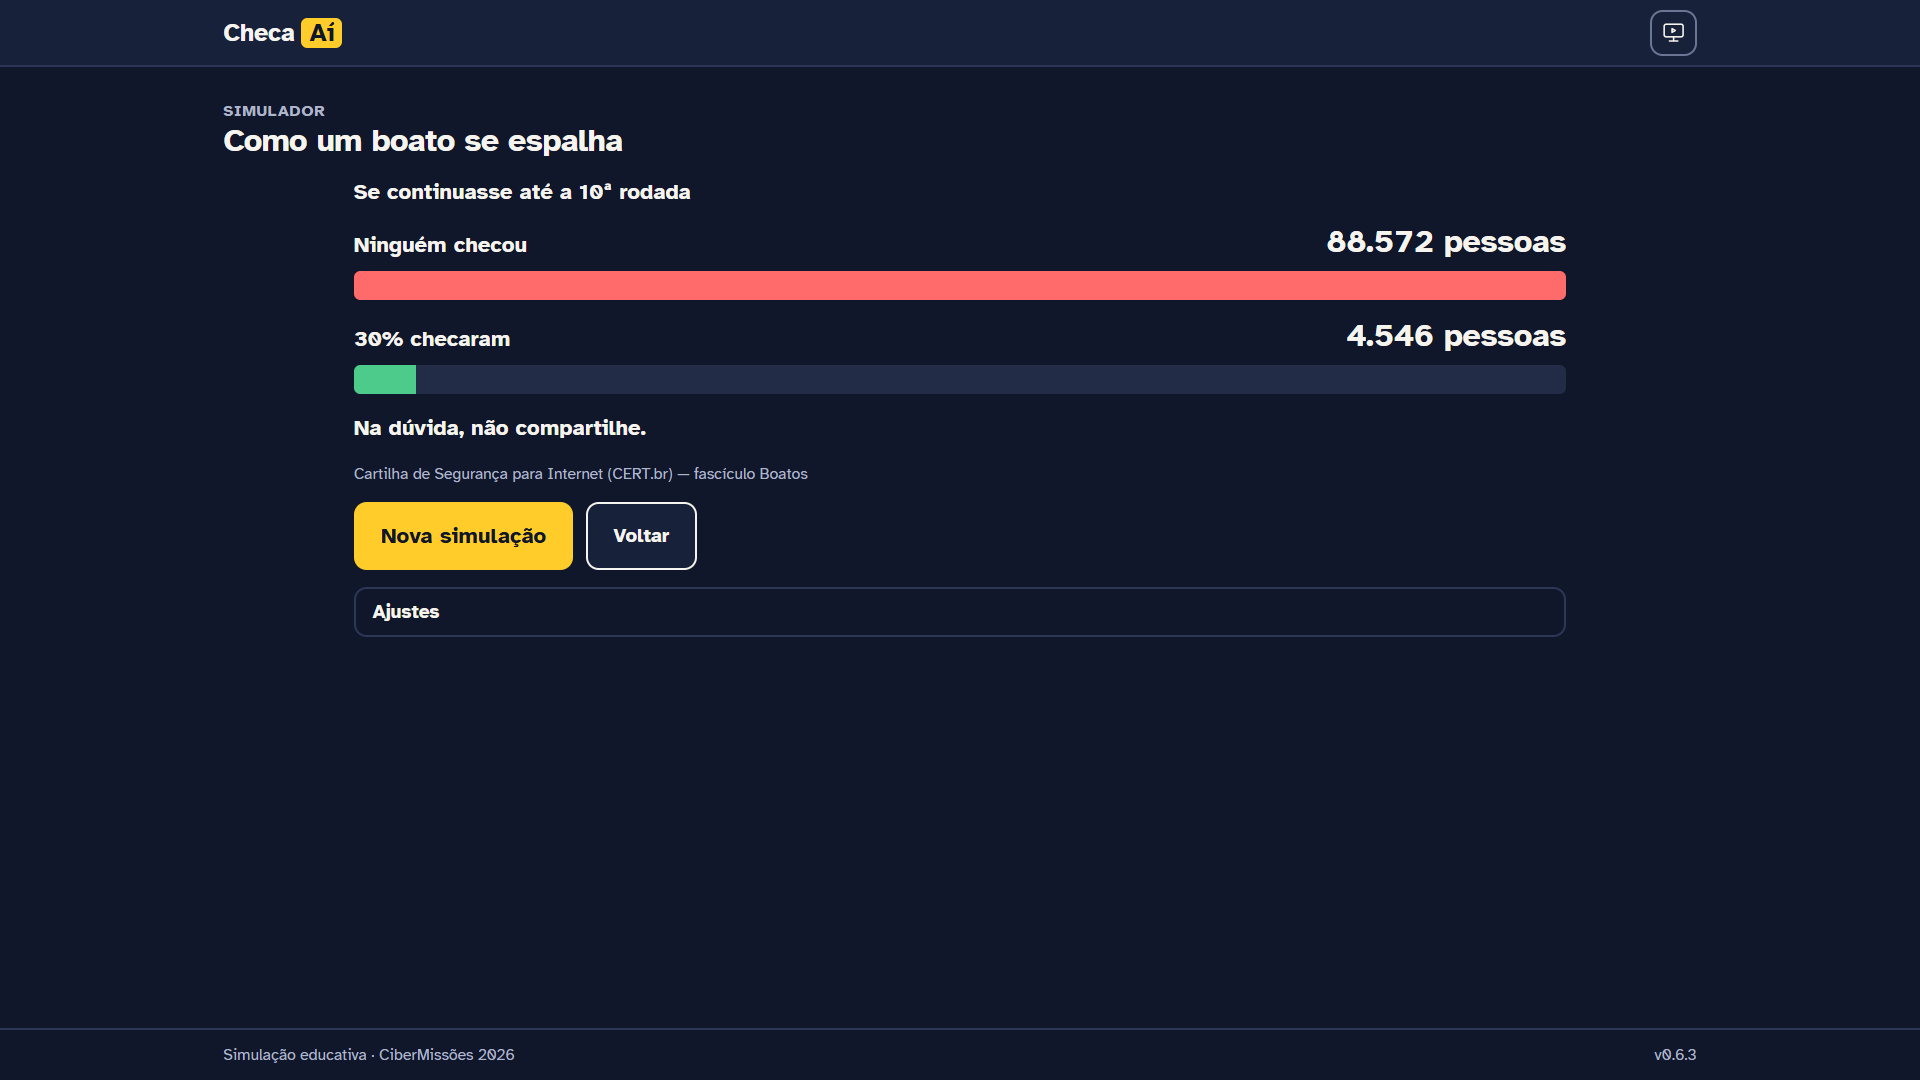 Checa Aí
SIMULADOR
Como um boato se espalha
Se continuasse até a 10ª rodada
Ninguém checou
88.572 pessoas
30% checaram
4.546 pessoas
Na dúvida, não compartilhe.
Cartilha de Segurança para Internet (CERT.br) — fascículo Boatos
Nova simulação
Voltar
Ajustes
Simulação educativa · CiberMissões 2026
v0.6.3